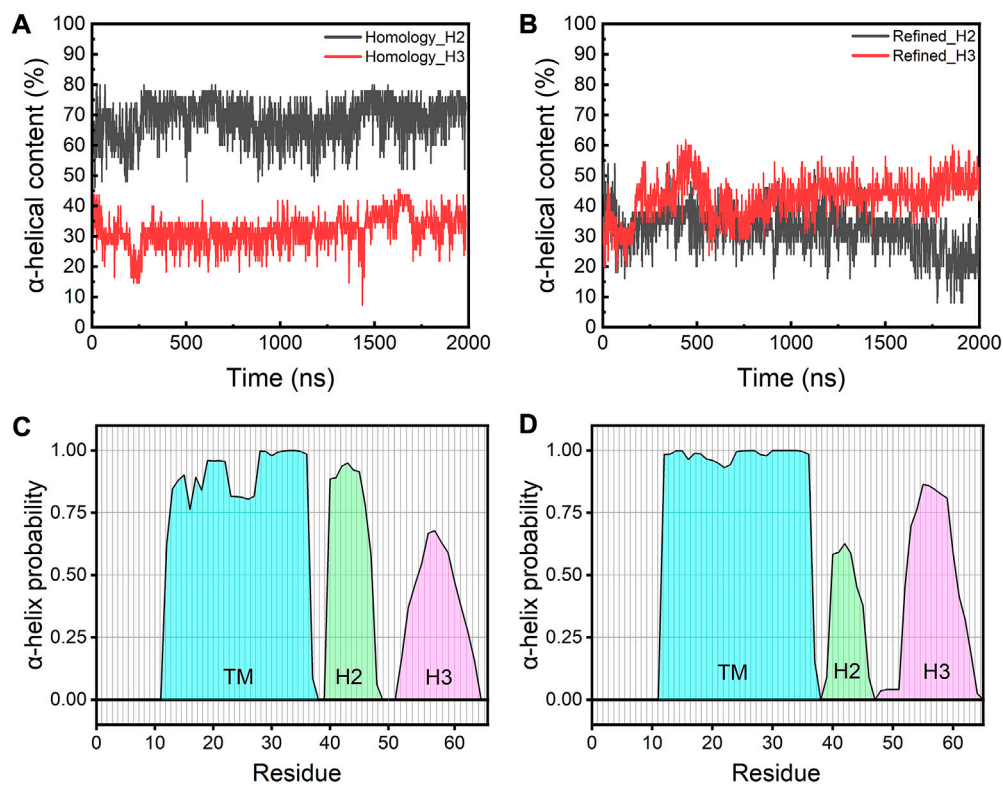 A
α-helical content (%)
100
90
80
70
60
50
40
30
20
10
0
Homology_H2
Homology_H3
0 500 1000 1500 2000
Time (ns)
B
α-helical content (%)
100
90
80
70
60
50
40
30
20
10
0
Refined_H2
Refined_H3
0 500 1000 1500 2000
Time (ns)
C
α-helix probability
1.00
0.75
0.50
0.25
0.00
TM H2 H3
0 10 20 30 40 50 60
Residue
D
α-helix probability
1.00
0.75
0.50
0.25
0.00
TM H2 H3
0 10 20 30 40 50 60
Residue